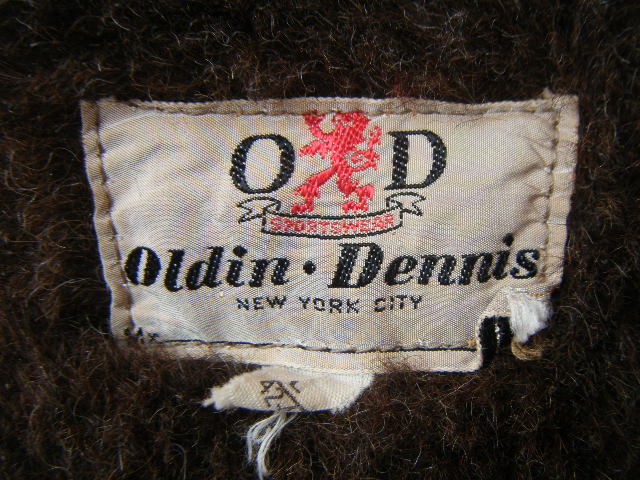 O D
SPORTSWEAR
Oldin · Dennis
NEW YORK CITY